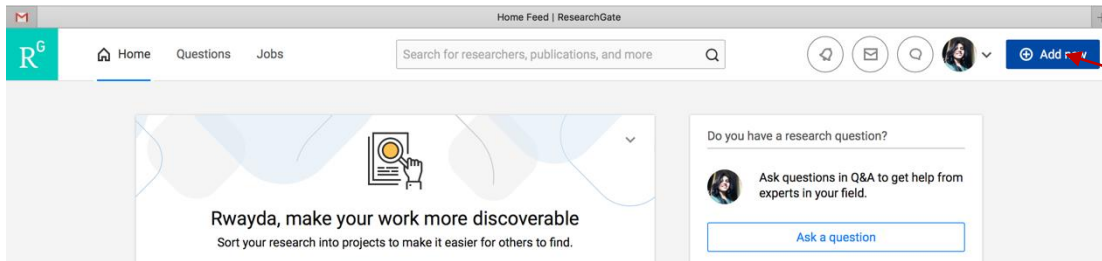 Home Feed | ResearchGate
RG
Home Questions Jobs
Search for researchers, publications, and more
Add new
Do you have a research question?
Ask questions in Q&A to get help from
experts in your field.
Ask a question
Rwayda, make your work more discoverable
Sort your research into projects to make it easier for others to find.